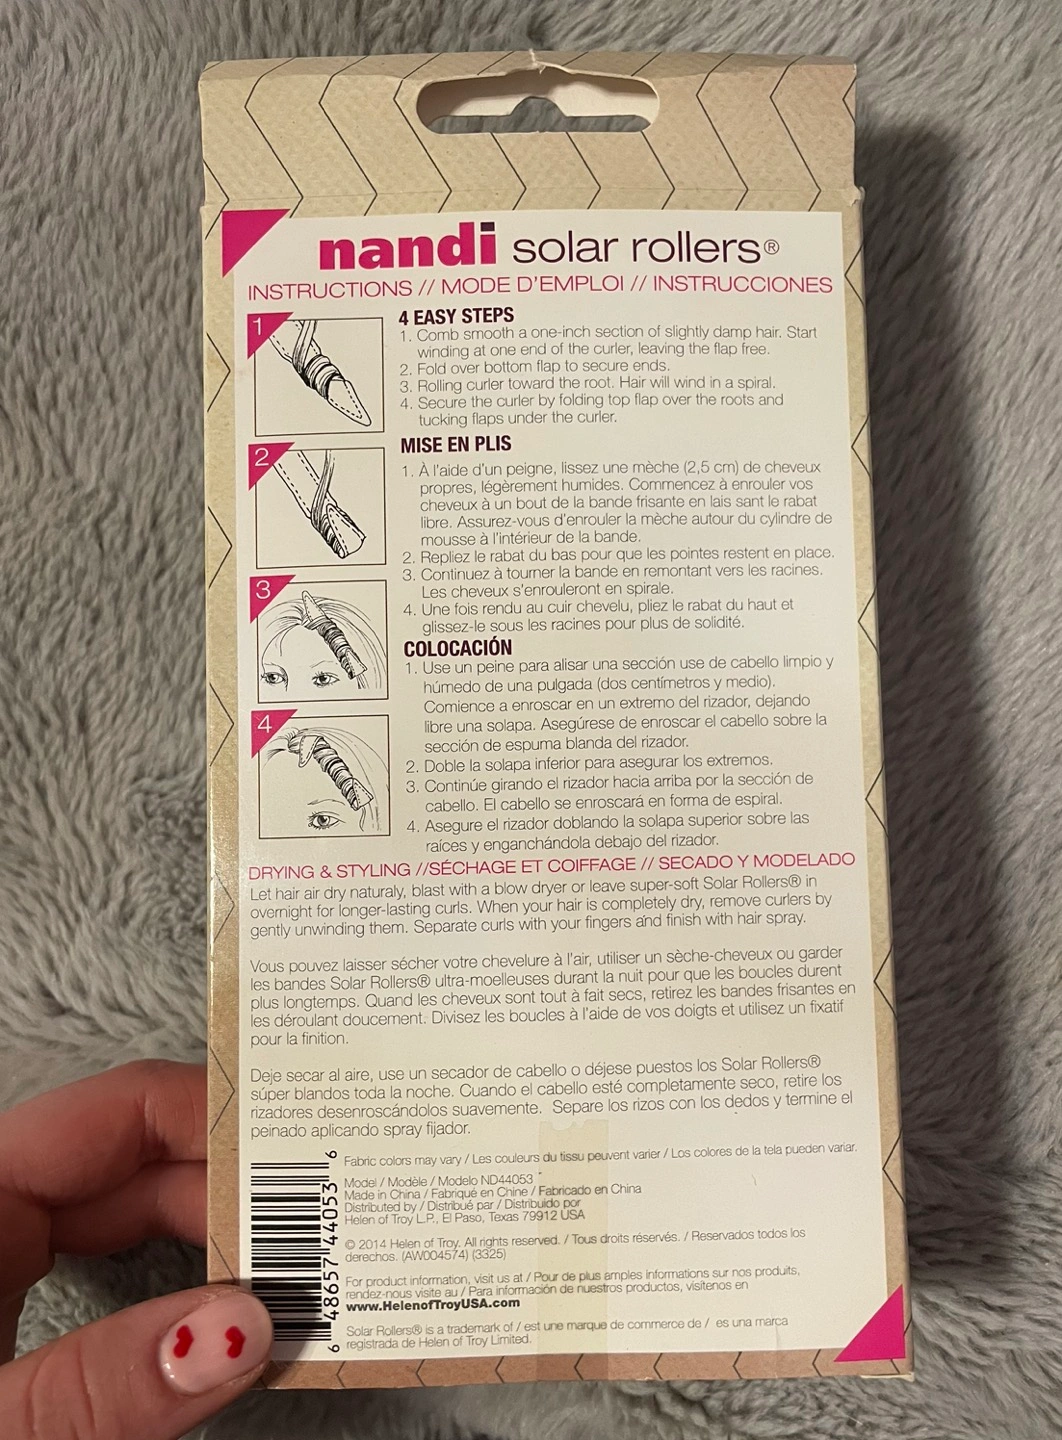 nandi solar rollers®
INSTRUCTIONS // MODE D'EMPLOI // INSTRUCCIONES
1
2
3
4
4 EASY STEPS
1. Comb smooth a one-inch section of slightly damp hair. Start
winding at one end of the curler, leaving the flap free.
2. Fold over bottom flap to secure ends.
3. Rolling curler toward the root. Hair will wind in a spiral.
4. Secure the curler by folding top flap over the roots and
tucking flaps under the curler.
MISE EN PLIS
1. À l'aide d'un peigne, lissez une mèche (2,5 cm) de cheveux
propres, légèrement humides. Commencez à enrouler vos
cheveux à un bout de la bande frisante en lais sant le rabat
libre. Assurez-vous d'enrouler la mèche autour du cylindre de
mousse à l'intérieur de la bande.
2. Repliez le rabat du bas pour que les pointes restent en place.
3. Continuez à tourner la bande en remontant vers les racines.
Les cheveux s'enrouleront en spirale.
4. Une fois rendu au cuir chevelu, pliez le rabat du haut et
glissez-le sous les racines pour plus de solidité.
COLOCACIÓN
1. Use un peine para alisar una sección use de cabello limpio y
húmedo de una pulgada (dos centímetros y medio).
Comience a enroscar en un extremo del rizador, dejando
libre una solapa. Asegúrese de enroscar el cabello sobre la
sección de espuma blanda del rizador.
2. Doble la solapa inferior para asegurar los extremos.
3. Continúe girando el rizador hacia arriba por la sección de
cabello. El cabello se enroscará en forma de espiral.
4. Asegure el rizador doblando la solapa superior sobre las
raíces y enganchándola debajo del rizador.
DRYING & STYLING //SÉCHAGE ET COIFFAGE // SECADO Y MODELADO
Let hair air dry naturaly, blast with a blow dryer or leave super-soft Solar Rollers® in
overnight for longer-lasting curls. When your hair is completely dry, remove curlers by
gently unwinding them. Separate curls with your fingers and finish with hair spray.
Vous pouvez laisser sécher votre chevelure à l'air, utiliser un sèche-cheveux ou garder
les bandes Solar Rollers® ultra-moelleuses durant la nuit pour que les boucles durent
plus longtemps. Quand les cheveux sont tout à fait secs, retirez les bandes frisantes en
les déroulant doucement. Divisez les boucles à l'aide de vos doigts et utilisez un fixatif
pour la finition.
Deje secar al aire, use un secador de cabello o déjese puestos los Solar Rollers®
súper blandos toda la noche. Cuando el cabello esté completamente seco, retire los
rizadores desenroscándolos suavemente. Separe los rizos con los dedos y termine el
peinado aplicando spray fijador.
Fabric colors may vary / Les couleurs du tissu peuvent varier / Los colores de la tela pueden variar.
Model / Modèle / Modelo ND44053
Made in China / Fabriqué en Chine / Fabricado en China
Distributed by / Distribué par / Distribuido por
Helen of Troy L.P., El Paso, Texas 79912 USA
© 2014 Helen of Troy. All rights reserved. / Tous droits réservés. / Reservados todos los
derechos. (AW004574) (3325)
For product information, visit us at / Pour de plus amples informations sur nos produits,
rendez-nous visite au / Para información de nuestros productos, visítenos en
www.HelenofTroyUSA.com
Solar Rollers® is a trademark of / est une marque de commerce de / es una marca
registrada de Helen of Troy Limited.
6 48657 44053 6